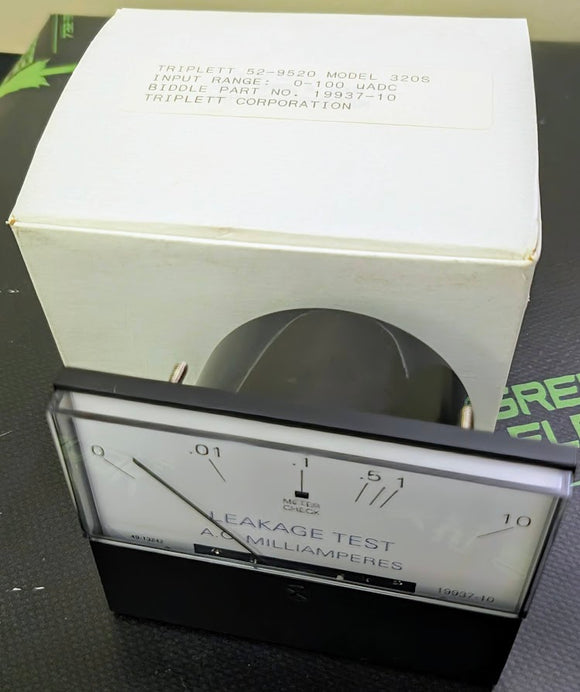 TRIPLETT 52-9520 MODEL 320S
INPUT RANGE: 0-100 uADC
BIDDLE PART NO. 19937-10
TRIPLETT CORPORATION
0 .01 .1 .5 1 10
METER
CHECK
LEAKAGE TEST
A.C. MILLIAMPERES
19937-10